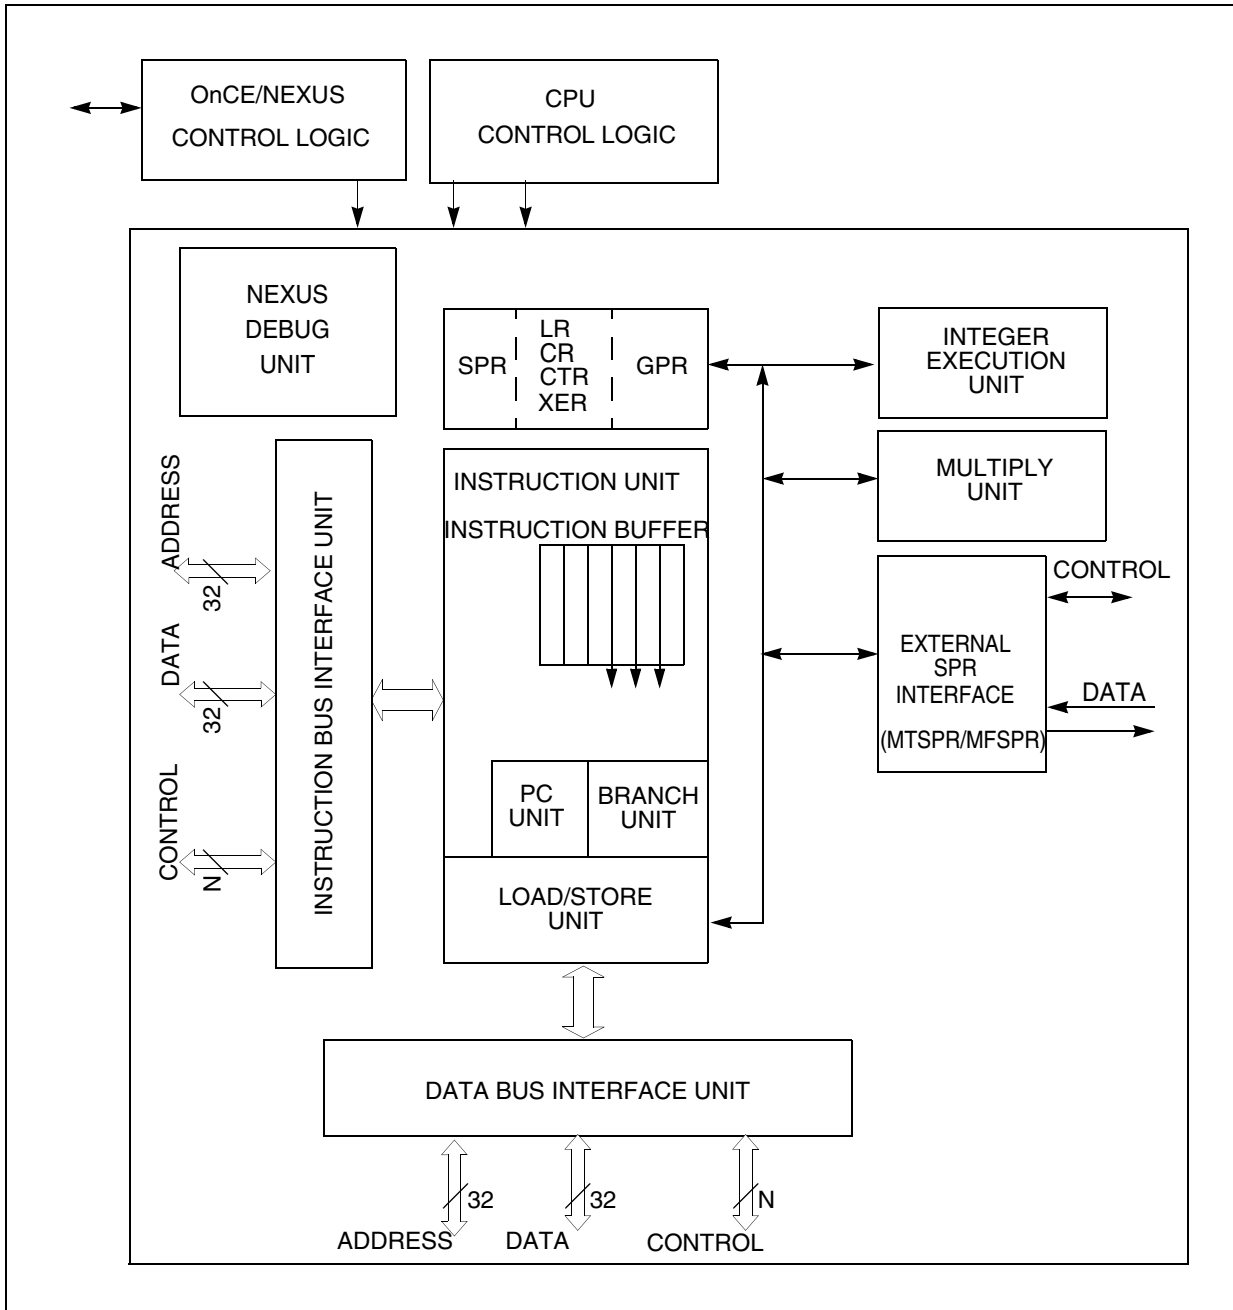 OnCE/NEXUS
CONTROL LOGIC
CPU
CONTROL LOGIC
NEXUS
DEBUG
UNIT
SPR
LR
CR
CTR
XER
GPR
INTEGER
EXECUTION
UNIT
MULTIPLY
UNIT
EXTERNAL
SPR
INTERFACE
(MTSPR/MFSPR)
CONTROL
DATA
INSTRUCTION UNIT
INSTRUCTION BUFFER
PC
UNIT
BRANCH
UNIT
LOAD/STORE
UNIT
INSTRUCTION BUS INTERFACE UNIT
ADDRESS
32
DATA
32
CONTROL
N
DATA BUS INTERFACE UNIT
32
32
N
ADDRESS
DATA
CONTROL